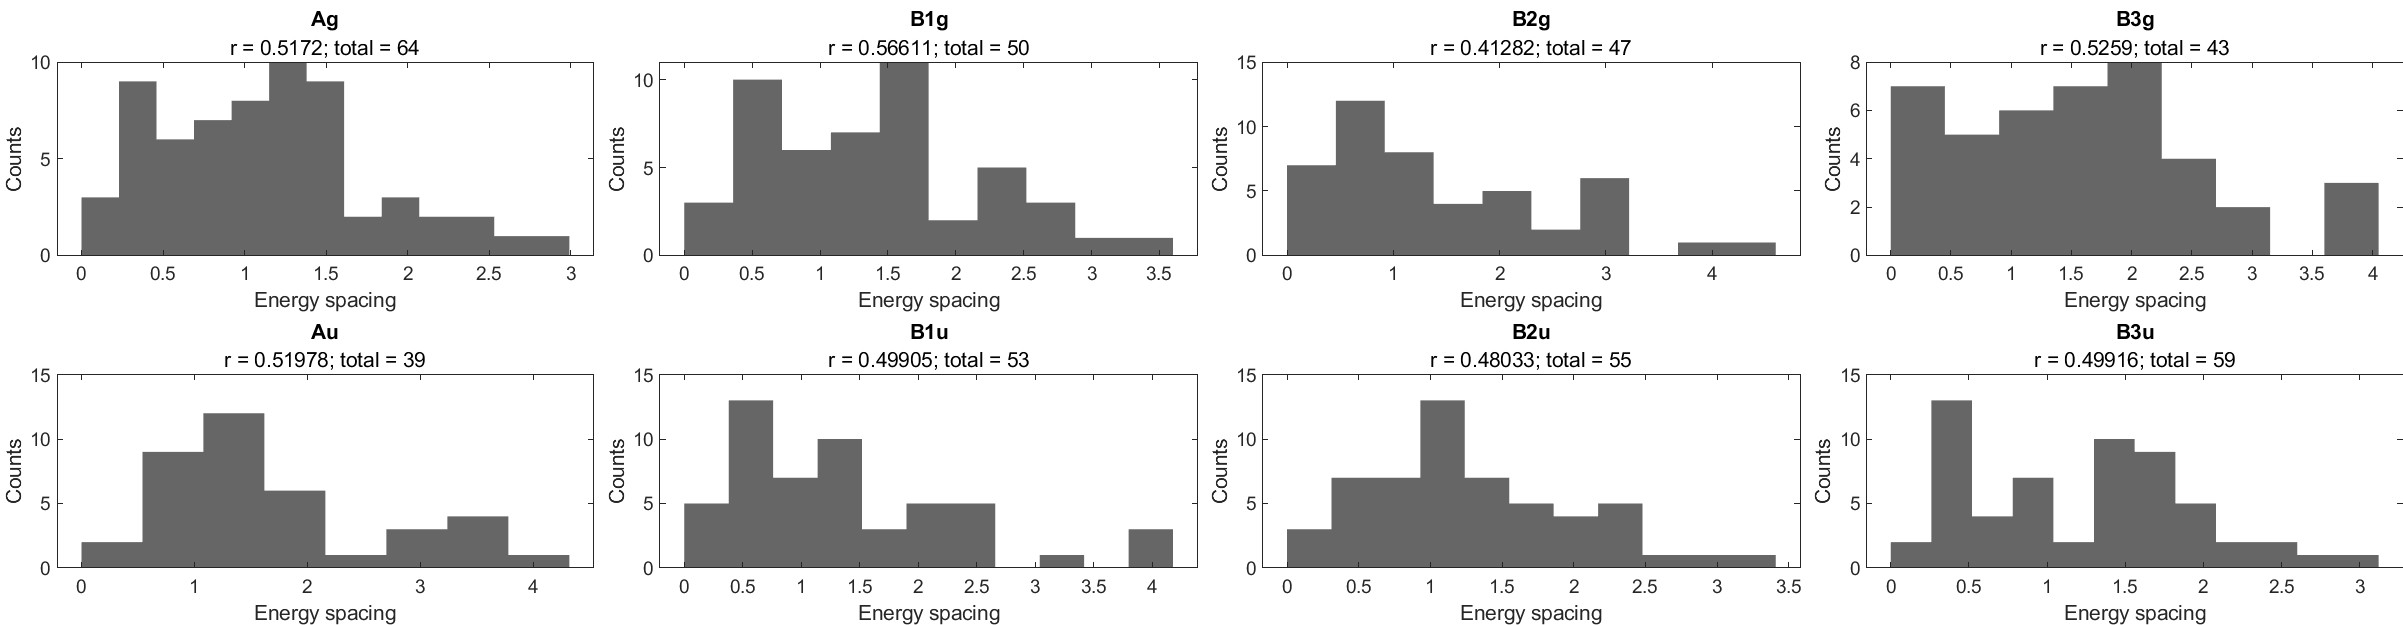 Ag
r = 0.5172; total = 64
10
5
0
Counts
0 0.5 1 1.5 2 2.5 3
Energy spacing
B1g
r = 0.56611; total = 50
10
5
0
Counts
0 0.5 1 1.5 2 2.5 3 3.5
Energy spacing
B2g
r = 0.41282; total = 47
15
10
5
0
Counts
0 1 2 3 4
Energy spacing
B3g
r = 0.5259; total = 43
8
6
4
2
0
Counts
0 0.5 1 1.5 2 2.5 3 3.5 4
Energy spacing
Au
r = 0.51978; total = 39
15
10
5
0
Counts
0 1 2 3 4
Energy spacing
B1u
r = 0.49905; total = 53
15
10
5
0
Counts
0 0.5 1 1.5 2 2.5 3 3.5 4
Energy spacing
B2u
r = 0.48033; total = 55
15
10
5
0
Counts
0 0.5 1 1.5 2 2.5 3 3.5
Energy spacing
B3u
r = 0.49916; total = 59
15
10
5
0
Counts
0 0.5 1 1.5 2 2.5 3
Energy spacing